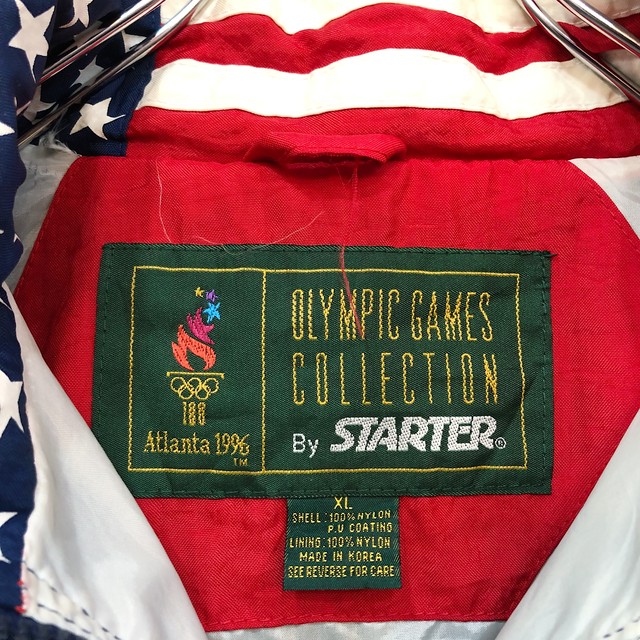 OLYMPIC GAMES
COLLECTION
By STARTER®
100
Atlanta 1996
TM
XL
SHELL: 100% NYLON
P.U COATING
LINING: 100% NYLON
MADE IN KOREA
SEE REVERSE FOR CARE